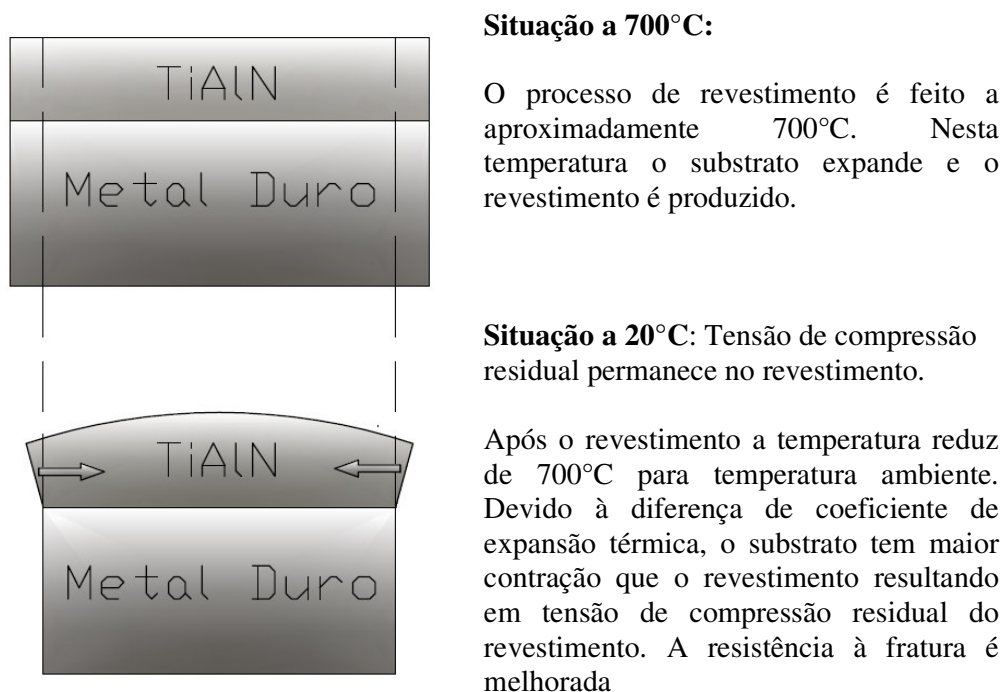 TiAlN
Metal Duro
Situação a 700°C:
O processo de revestimento é feito a
aproximadamente 700°C. Nesta
temperatura o substrato expande e o
revestimento é produzido.
TiAlN
Metal Duro
Situação a 20°C: Tensão de compressão
residual permanece no revestimento.
Após o revestimento a temperatura reduz
de 700°C para temperatura ambiente.
Devido à diferença de coeficiente de
expansão térmica, o substrato tem maior
contração que o revestimento resultando
em tensão de compressão residual do
revestimento. A resistência à fratura é
melhorada